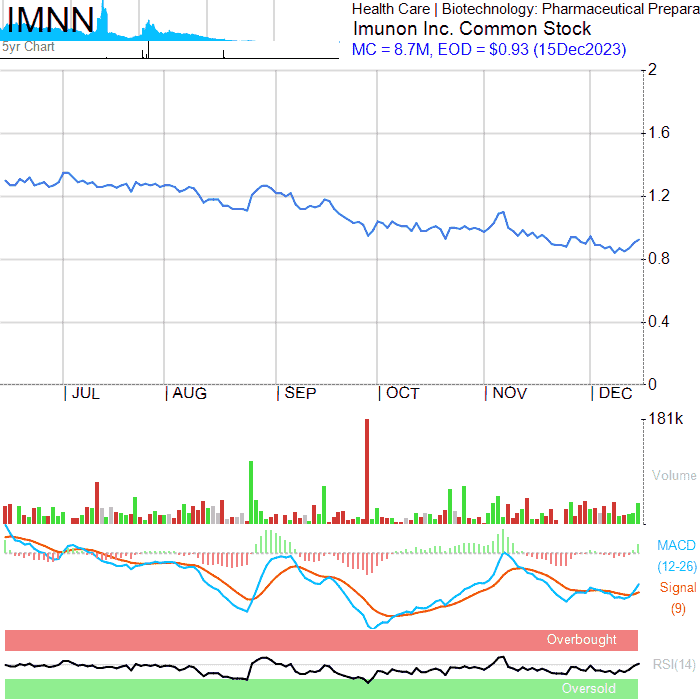 IMNN
5yr Chart
Health Care | Biotechnology: Pharmaceutical Prepara
Imunon Inc. Common Stock
MC = 8.7M, EOD = $0.93 (15Dec2023)
2
1.6
1.2
0.8
0.4
0
JUL AUG SEP OCT NOV DEC
181k
Volume
MACD
(12-26)
Signal
(9)
Overbought
RSI(14)
Oversold